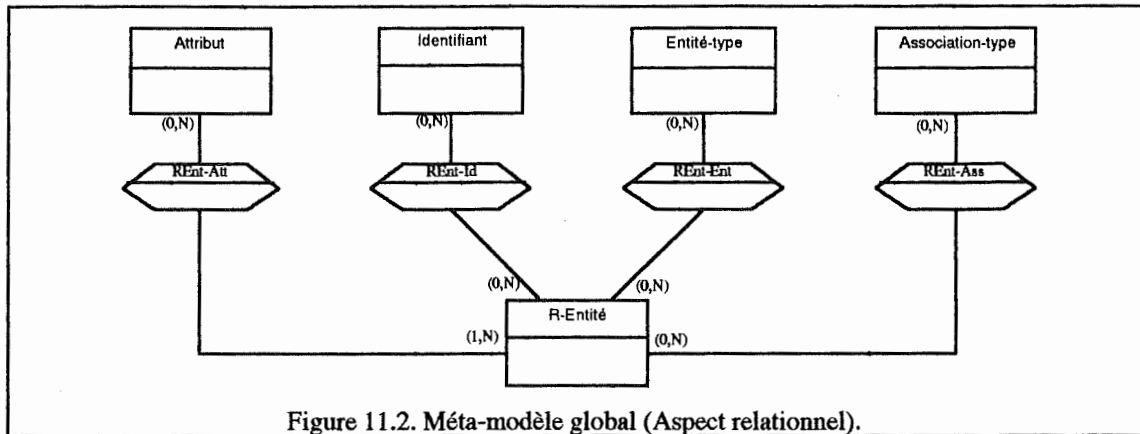 Attribut
Identifiant
Entité-type
Association-type
(0,N)
(0,N)
(0,N)
(0,N)
REnt-Att
REnt-Id
REnt-Ent
REnt-Ass
(0,N)
(0,N)
R-Entité
(1,N)
(0,N)
Figure 11.2. Méta-modèle global (Aspect relationnel).